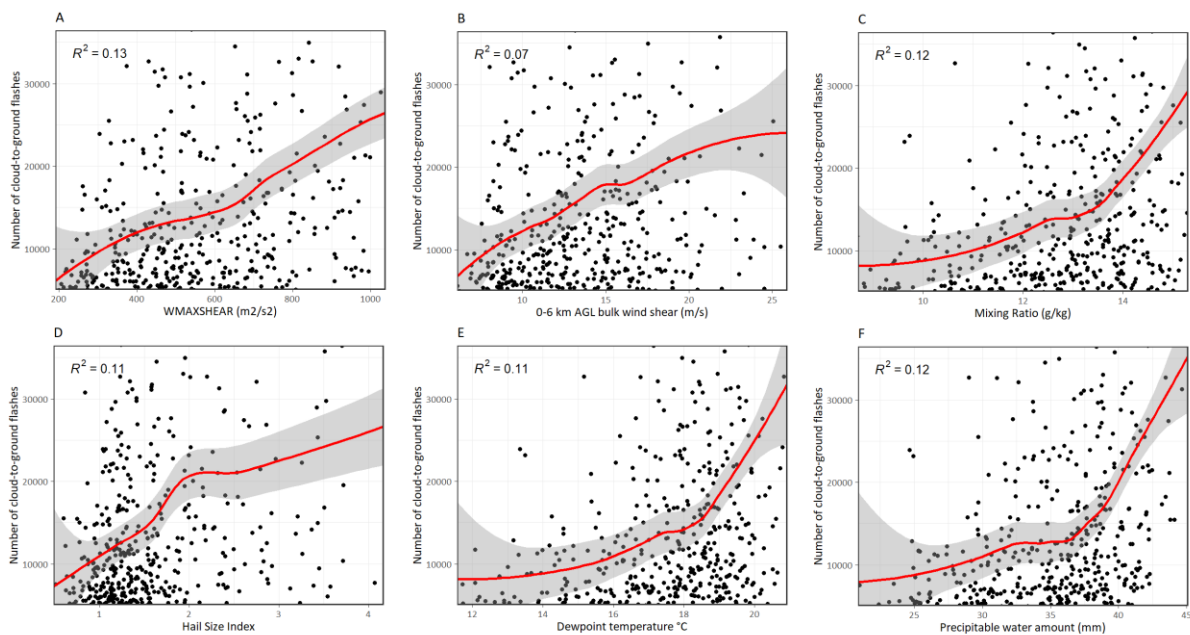 A
R² = 0.13
Number of cloud-to-ground flashes
30000
20000
10000
200 400 600 800 1000
WMAXSHEAR (m2/s2)
B
R² = 0.07
Number of cloud-to-ground flashes
30000
20000
10000
10 15 20 25
0-6 km AGL bulk wind shear (m/s)
C
R² = 0.12
Number of cloud-to-ground flashes
30000
20000
10000
10 12 14
Mixing Ratio (g/kg)
D
R² = 0.11
Number of cloud-to-ground flashes
30000
20000
10000
1 2 3 4
Hail Size Index
E
R² = 0.11
Number of cloud-to-ground flashes
30000
20000
10000
12 14 16 18 20
Dewpoint temperature °C
F
R² = 0.12
Number of cloud-to-ground flashes
30000
20000
10000
25 30 35 40 45
Precipitable water amount (mm)